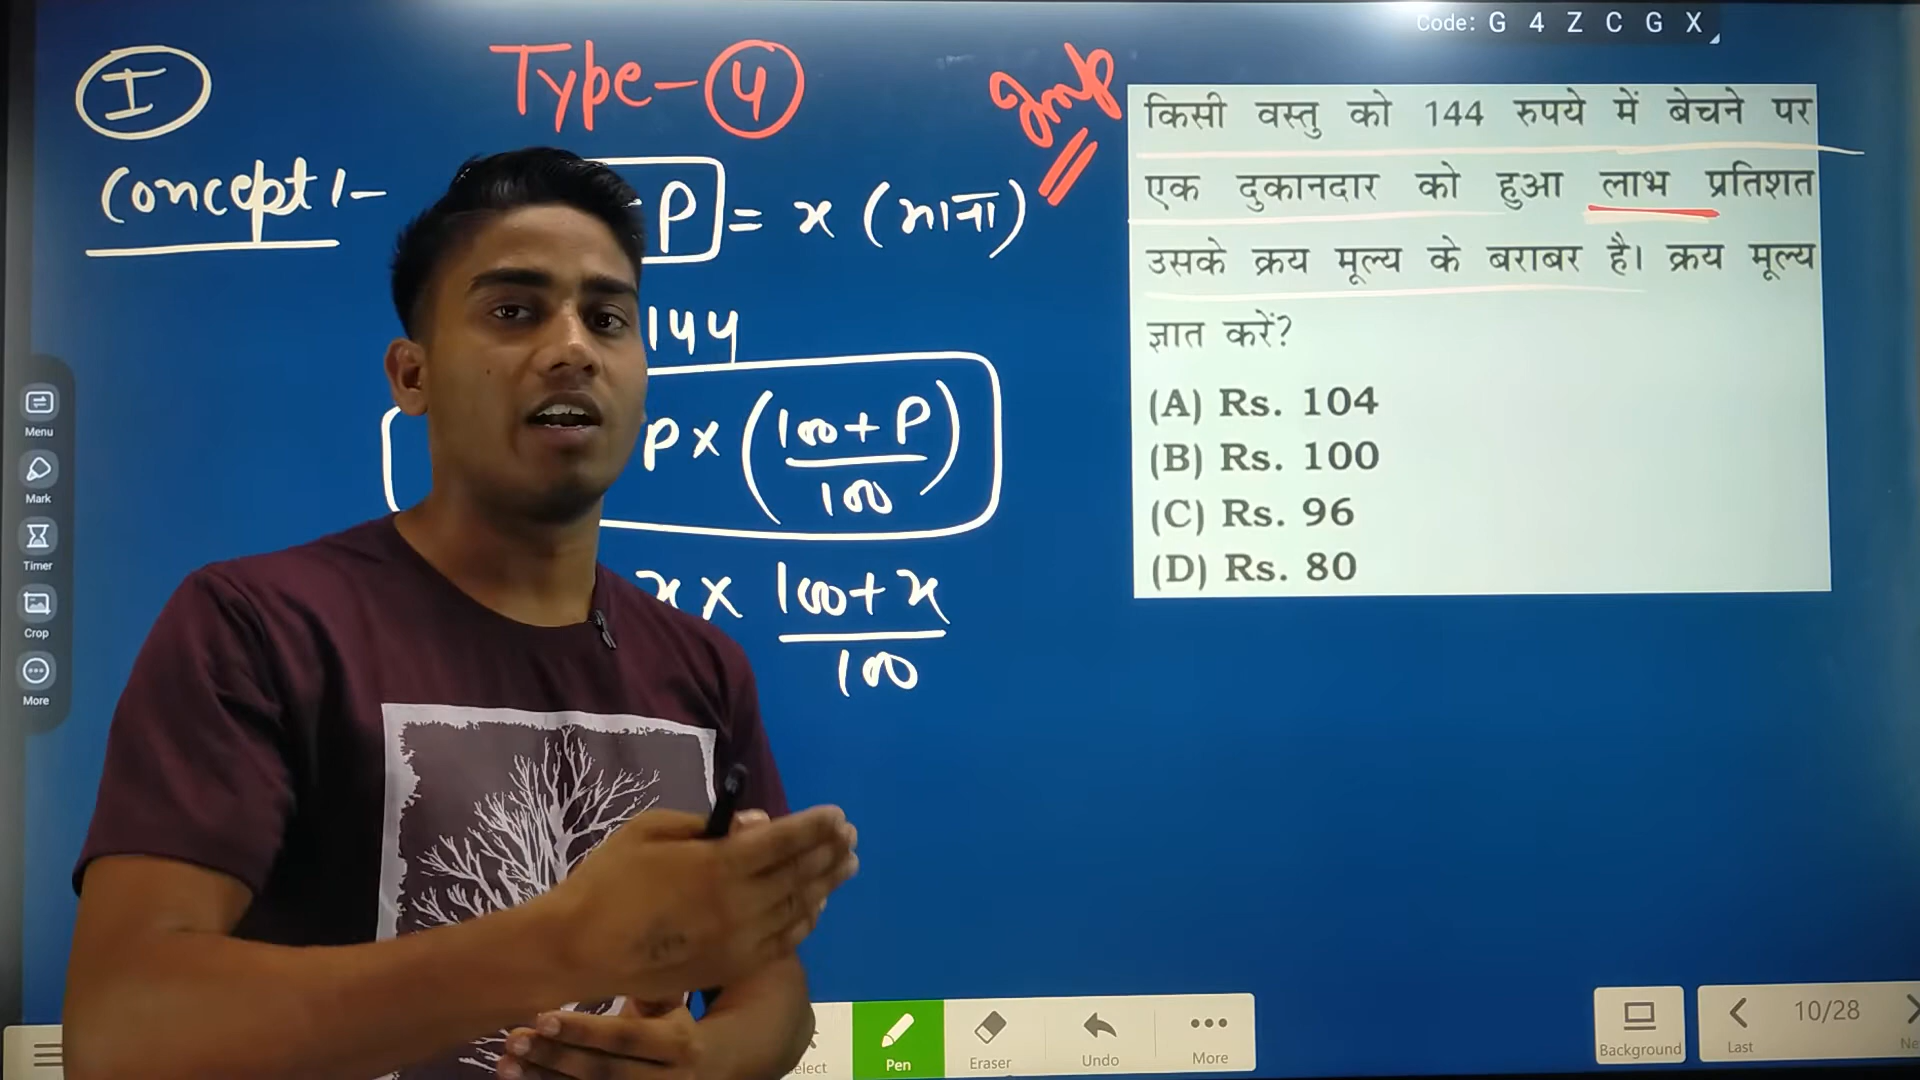 Code: G 4 Z C G X
I
Type-4
Imp
Concept 1-
P = x (माना)
144
P x (100+P / 100)
x x 100+x / 100
किसी वस्तु को 144 रुपये में बेचने पर
एक दुकानदार को हुआ लाभ प्रतिशत
उसके क्रय मूल्य के बराबर है। क्रय मूल्य
ज्ञात करें?
(A) Rs. 104
(B) Rs. 100
(C) Rs. 96
(D) Rs. 80
Menu
Mark
Timer
Crop
More
Pen
Eraser
Undo
More
Background
Last
10/28